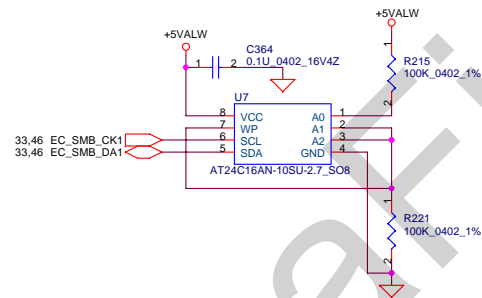 +5VALW
+5VALW
C364
0.1U_0402_16V4Z
1
2
1
R215
100K_0402_1%
2
U7
8 VCC A0 1
7 WP A1 2
6 SCL A2 3
5 SDA GND 4
33,46 EC_SMB_CK1
33,46 EC_SMB_DA1
AT24C16AN-10SU-2.7_SO8
1
R221
100K_0402_1%
2